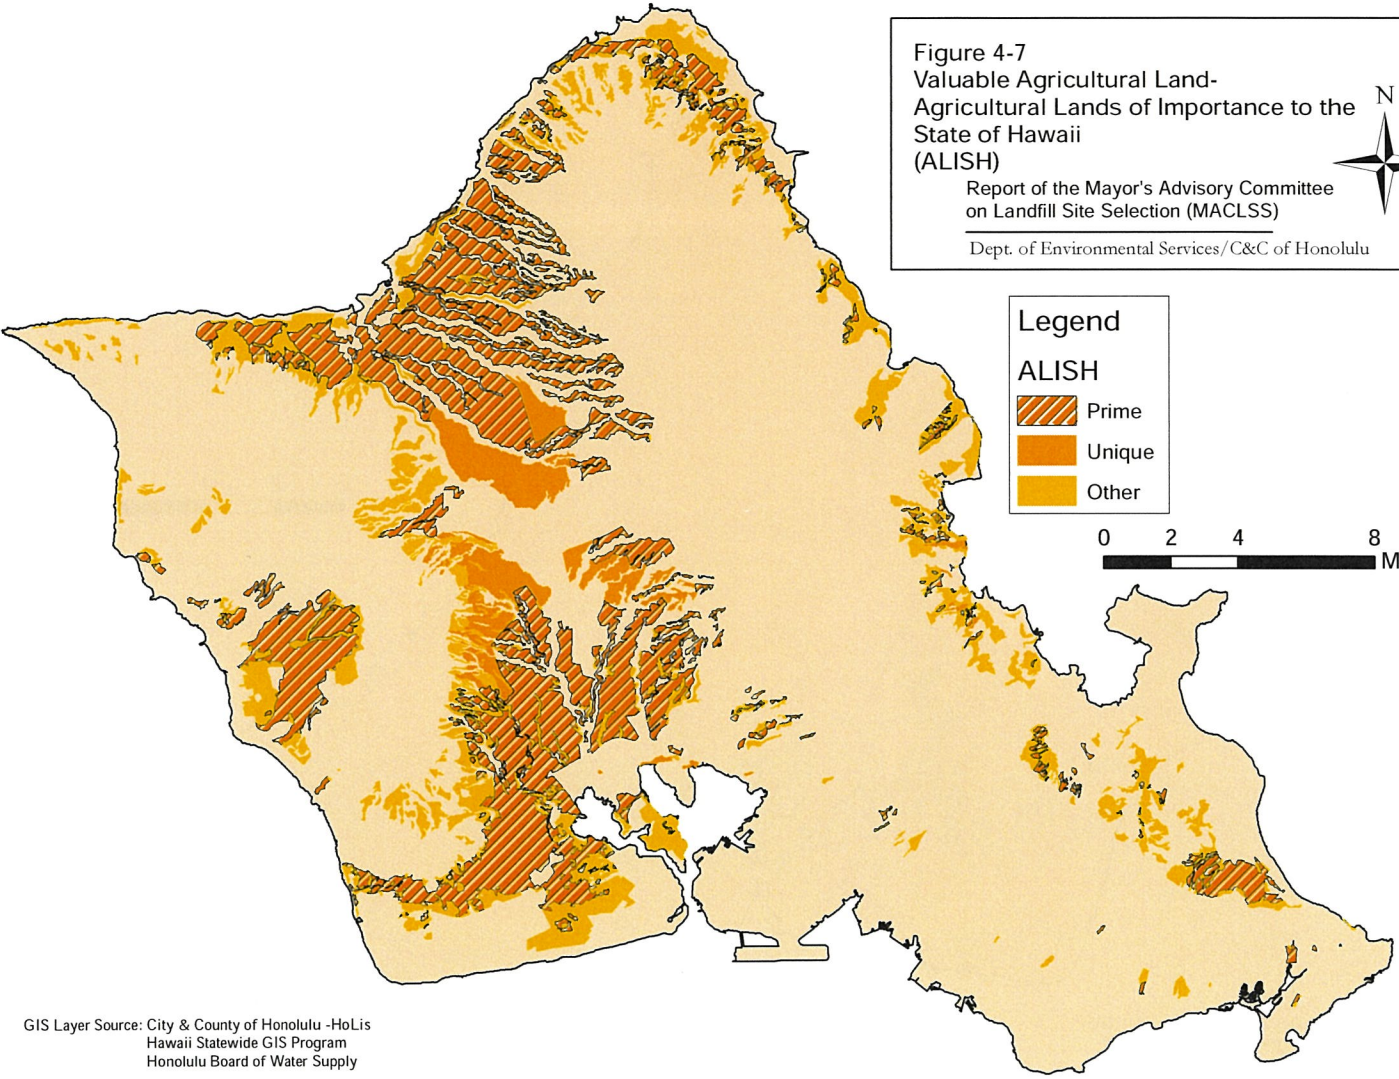 Figure 4-7
Valuable Agricultural Land-
Agricultural Lands of Importance to the
State of Hawaii
(ALISH)
Report of the Mayor's Advisory Committee
on Landfill Site Selection (MACLSS)
Dept. of Environmental Services/C&C of Honolulu
N
Legend
ALISH
Prime
Unique
Other
0 2 4 8
M
GIS Layer Source: City & County of Honolulu -HoLis
Hawaii Statewide GIS Program
Honolulu Board of Water Supply